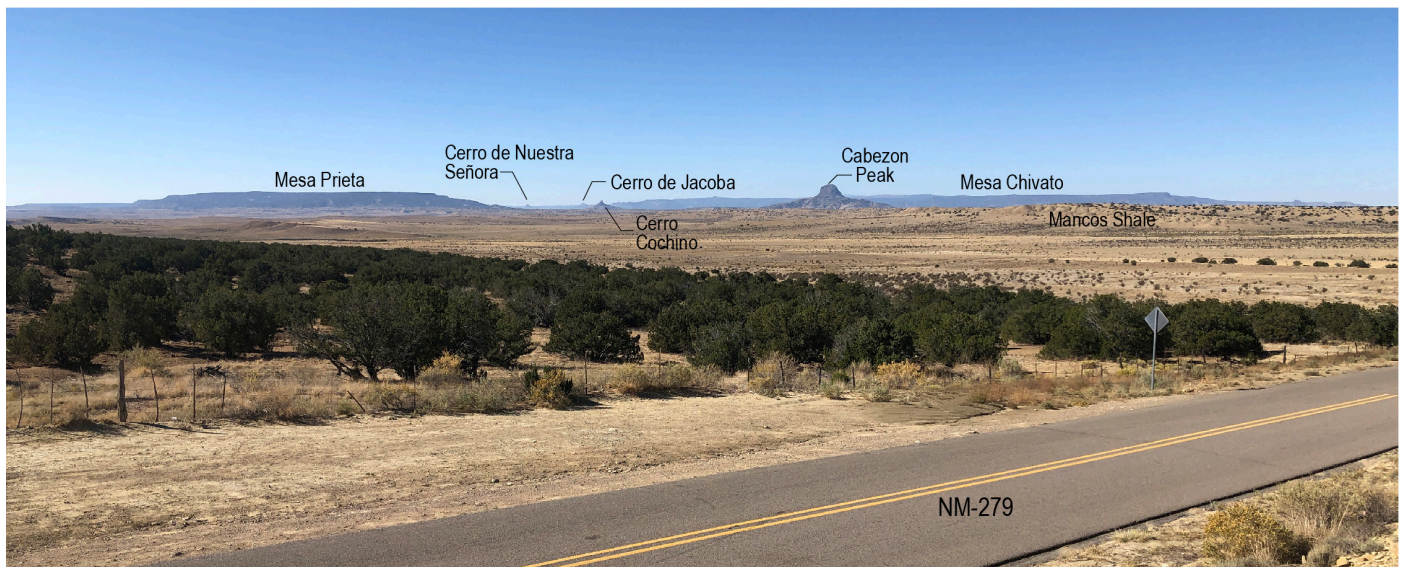 Mesa Prieta
Cerro de Nuestra
Señora
Cerro de Jacoba
Cerro
Cochino
Cabezon
Peak
Mesa Chivato
Mancos Shale
NM-279